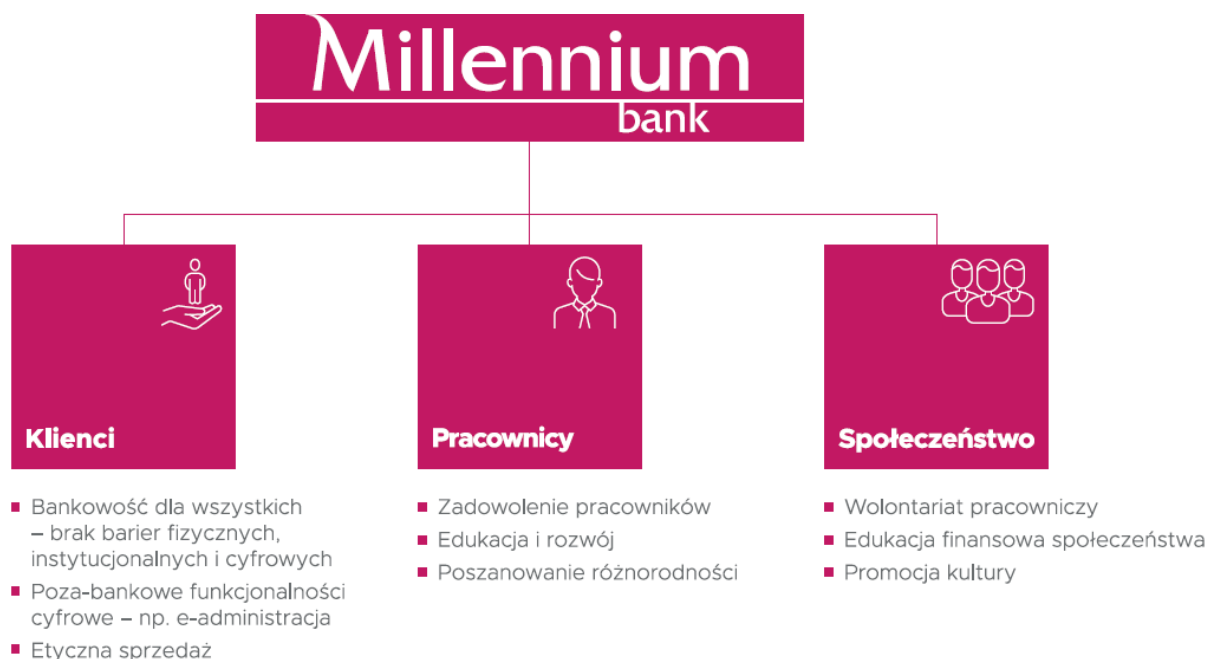 Millennium
bank
Klienci
Bankowość dla wszystkich
– brak barier fizycznych,
instytucjonalnych i cyfrowych
Poza-bankowe funkcjonalności
cyfrowe – np. e-administracja
Etyczna sprzedaż
Pracownicy
Zadowolenie pracowników
Edukacja i rozwój
Poszanowanie różnorodności
Społeczeństwo
Wolontariat pracowniczy
Edukacja finansowa społeczeństwa
Promocja kultury